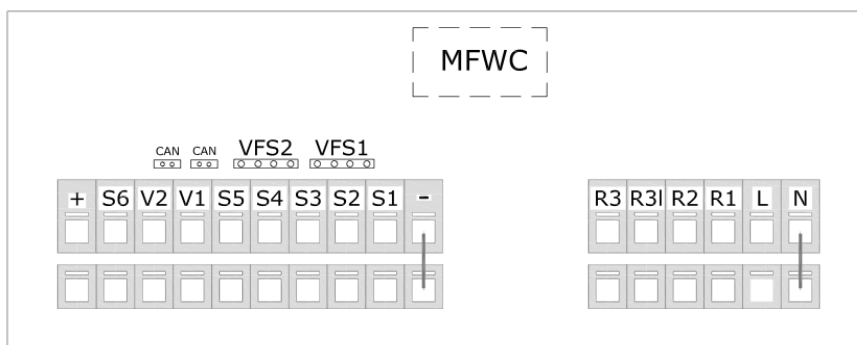 MFWC
CAN CAN VFS2 VFS1
+ S6 V2 V1 S5 S4 S3 S2 S1 - R3 R3I R2 R1 L N